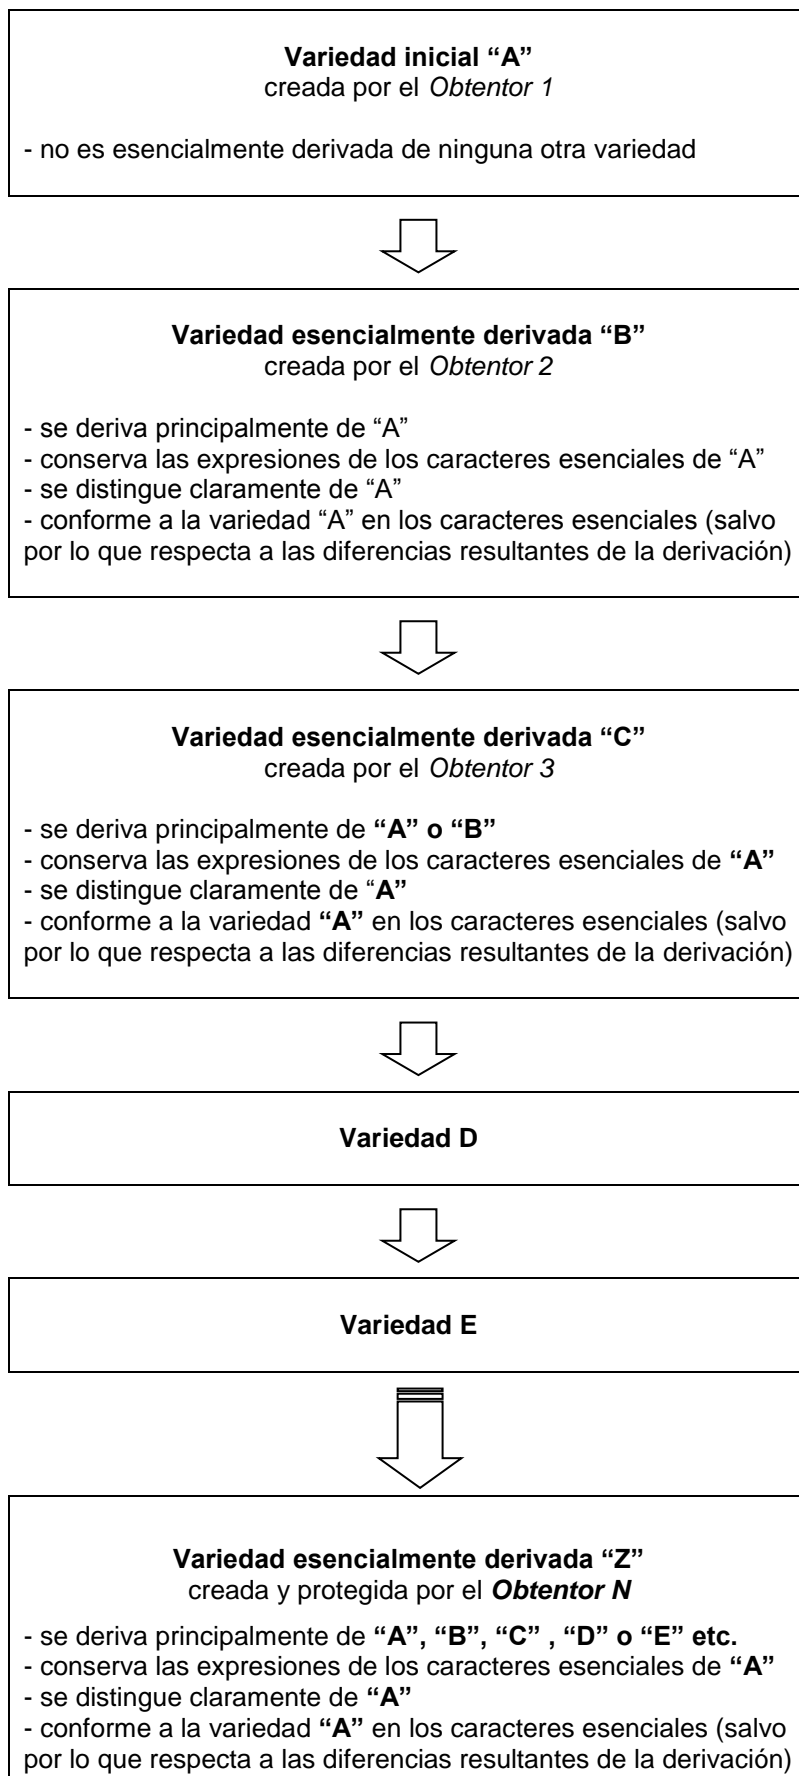 Variedad inicial “A”
creada por el Obtentor 1
- no es esencialmente derivada de ninguna otra variedad
Variedad esencialmente derivada “B”
creada por el Obtentor 2
- se deriva principalmente de “A”
- conserva las expresiones de los caracteres esenciales de “A”
- se distingue claramente de “A”
- conforme a la variedad “A” en los caracteres esenciales (salvo
por lo que respecta a las diferencias resultantes de la derivación)
Variedad esencialmente derivada “C”
creada por el Obtentor 3
- se deriva principalmente de “A” o “B”
- conserva las expresiones de los caracteres esenciales de “A”
- se distingue claramente de “A”
- conforme a la variedad “A” en los caracteres esenciales (salvo
por lo que respecta a las diferencias resultantes de la derivación)
Variedad D
Variedad E
Variedad esencialmente derivada “Z”
creada y protegida por el Obtentor N
- se deriva principalmente de “A”, “B”, “C” , “D” o “E” etc.
- conserva las expresiones de los caracteres esenciales de “A”
- se distingue claramente de “A”
- conforme a la variedad “A” en los caracteres esenciales (salvo
por lo que respecta a las diferencias resultantes de la derivación)